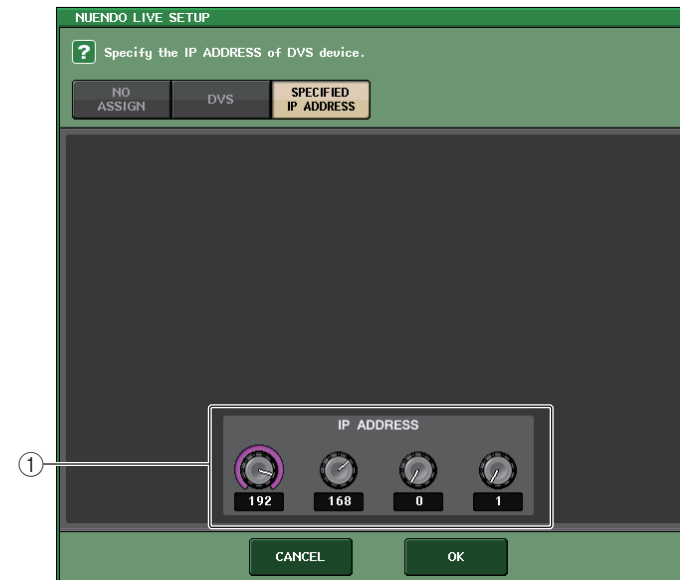 NUENDO LIVE SETUP
? Specify the IP ADDRESS of DVS device.
NO ASSIGN
DVS
SPECIFIED IP ADDRESS
IP ADDRESS
192 168 0 1
1
CANCEL OK